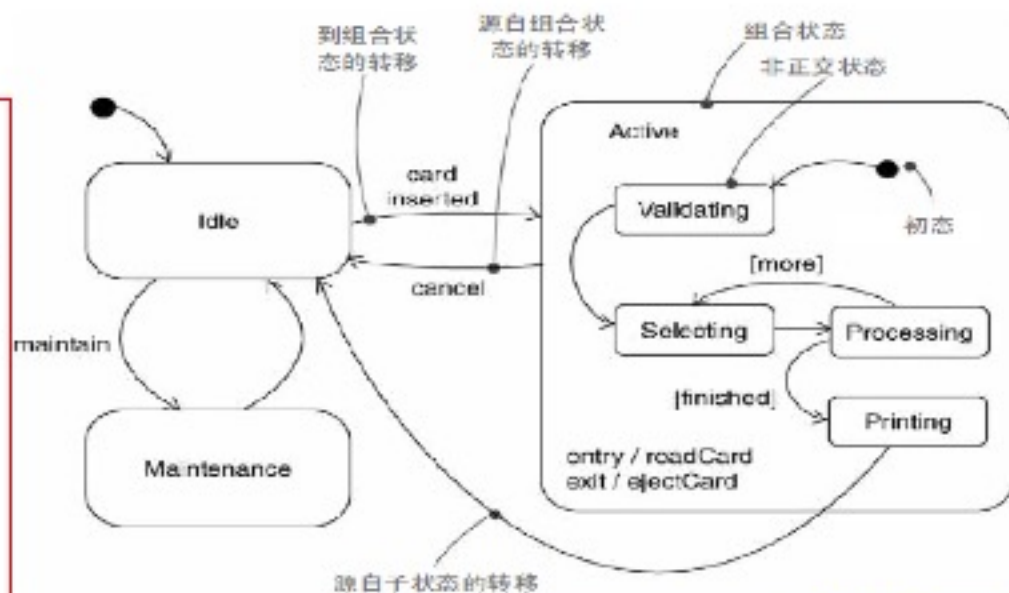 到组合状
态的转移
源自组合状
态的转移
组合状态
非正交状态
Active
card
inserted
Idle
Validating
初态
cancel
[more]
maintain
Selecting
Processing
[finished]
Printing
Maintenance
entry / readCard
exit / ejectCard
源自子状态的转移